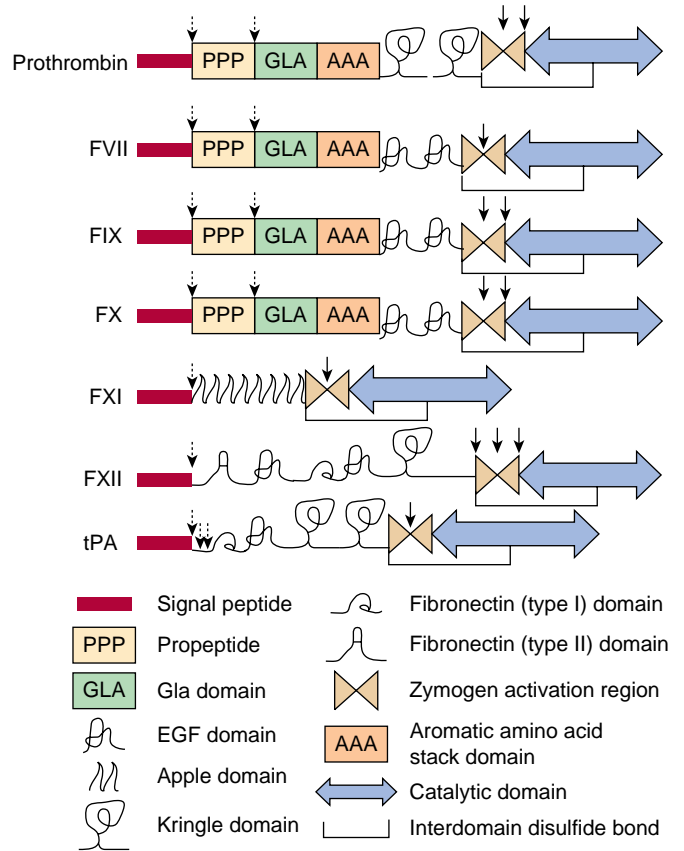 Prothrombin PPP GLA AAA
FVII PPP GLA AAA
FIX PPP GLA AAA
FX PPP GLA AAA
FXI
FXII
tPA
Signal peptide
PPP Propeptide
GLA Gla domain
EGF domain
Apple domain
Kringle domain
Fibronectin (type I) domain
Fibronectin (type II) domain
Zymogen activation region
AAA Aromatic amino acid
stack domain
Catalytic domain
Interdomain disulfide bond